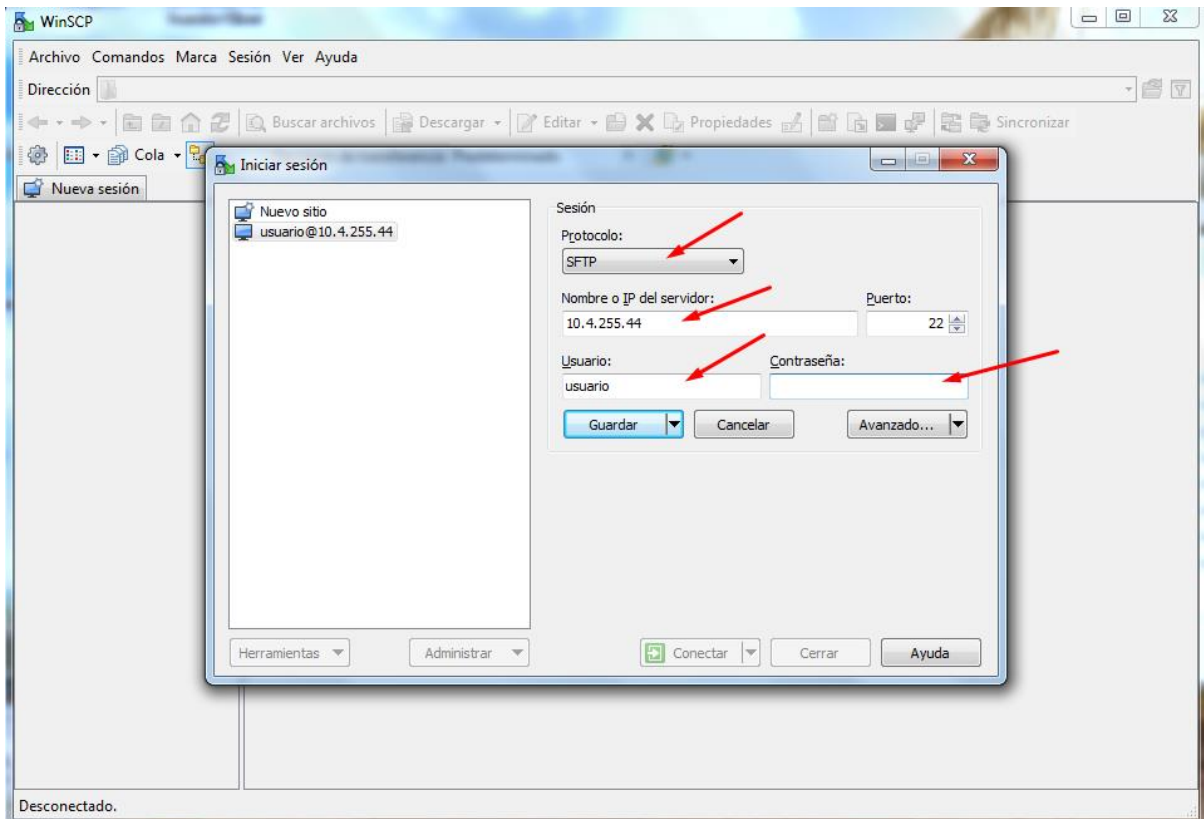 WinSCP
Archivo Comandos Marca Sesión Ver Ayuda
Dirección
Buscar archivos Descargar Editar Propiedades Sincronizar
Cola
Nueva sesión
Iniciar sesión
Nuevo sitio
usuario@10.4.255.44
Sesión
Protocolo:
SFTP
Nombre o IP del servidor: Puerto:
10.4.255.44 22
Usuario: Contraseña:
usuario
Guardar Cancelar Avanzado...
Herramientas Administrar Conectar Cerrar Ayuda
Desconectado.